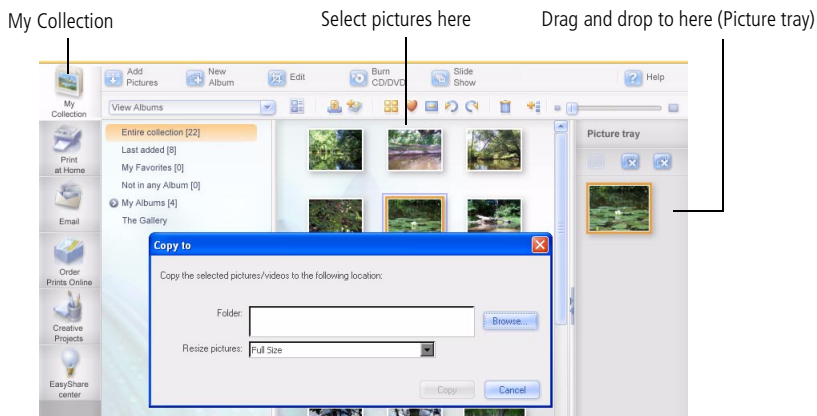 My Collection
Select pictures here
Drag and drop to here (Picture tray)
Add Pictures
New Album
Edit
Burn CD/DVD
Slide Show
Help
My Collection
View Albums
Print at Home
Email
Order Prints Online
Creative Projects
EasyShare center
Entire collection [22]
Last added [8]
My Favorites [0]
Not in any Album [0]
My Albums [4]
The Gallery
Picture tray
Copy to
Copy the selected pictures/videos to the following location:
Folder:
Browse...
Resize pictures:
Full Size
Copy
Cancel